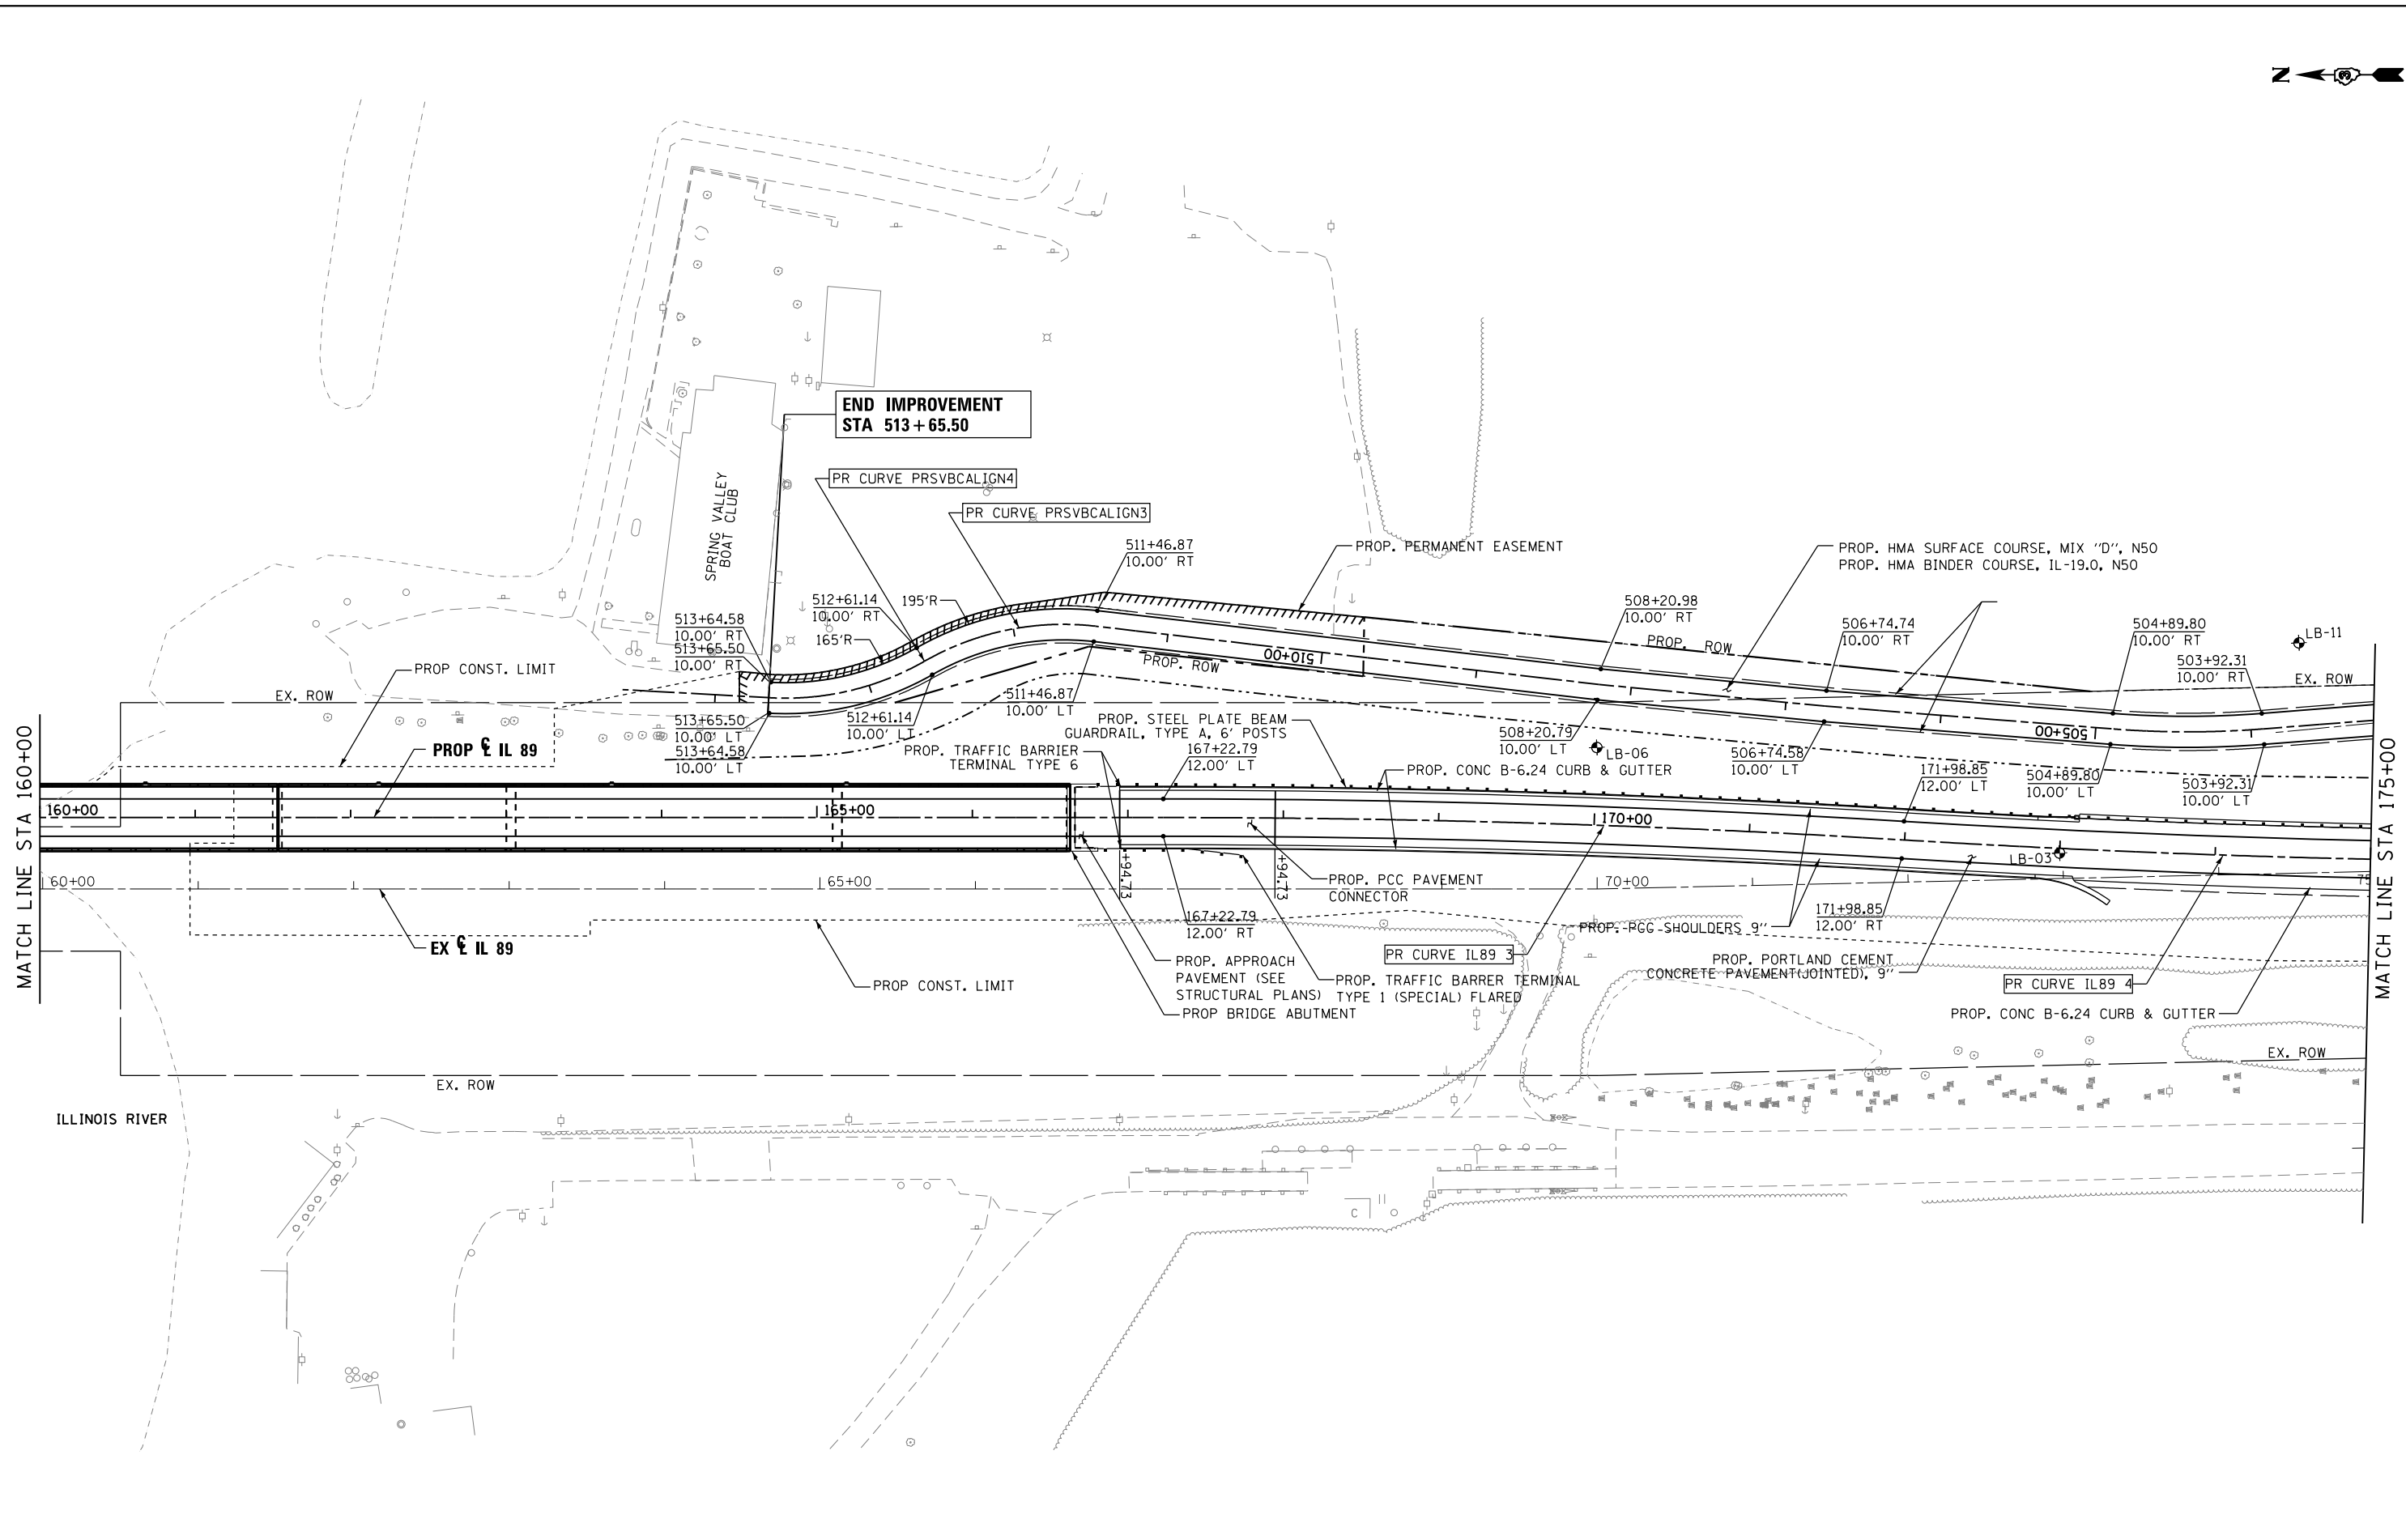 N
3
END IMPROVEMENT
STA 513+65.50
PR CURVE PRSVBCALIGN4
PR CURVE PRSVBCALIGN3
SPRING VALLEY
BOAT CLUB
511+46.87
10.00' RT
PROP. PERMANENT EASEMENT
PROP. HMA SURFACE COURSE, MIX "D", N50
PROP. HMA BINDER COURSE, IL-19.0, N50
512+61.14
10.00' RT
195'R
165'R
513+64.58
10.00' RT
513+65.50
10.00' RT
508+20.98
10.00' RT
506+74.74
10.00' RT
504+89.80
10.00' RT
503+92.31
10.00' RT
LB-11
PROP. ROW
PROP. ROW
510+00
EX. ROW
EX. ROW
PROP CONST. LIMIT
511+46.87
10.00' LT
512+61.14
10.00' LT
513+65.50
10.00' LT
513+64.58
10.00' LT
PROP. STEEL PLATE BEAM
GUARDRAIL, TYPE A, 6' POSTS
PROP. TRAFFIC BARRIER
TERMINAL TYPE 6
167+22.79
12.00' LT
508+20.79
10.00' LT
LB-06
506+74.58
10.00' LT
505+00
504+89.80
10.00' LT
503+92.31
10.00' LT
PROP. CONC B-6.24 CURB & GUTTER
171+98.85
12.00' LT
PROP ℄ IL 89
MATCH LINE STA 160+00
MATCH LINE STA 175+00
160+00
165+00
170+00
LB-03
60+00
65+00
70+00
75
+94.73
+94.73
EX ℄ IL 89
PROP. PCC PAVEMENT
CONNECTOR
167+22.79
12.00' RT
171+98.85
12.00' RT
PROP. PGG SHOULDERS 9"
PR CURVE IL89 3
PROP. PORTLAND CEMENT
CONCRETE PAVEMENT(JOINTED), 9"
PR CURVE IL89 4
PROP. APPROACH
PAVEMENT (SEE
STRUCTURAL PLANS)
PROP. TRAFFIC BARRER TERMINAL
TYPE 1 (SPECIAL) FLARED
PROP BRIDGE ABUTMENT
PROP CONST. LIMIT
PROP. CONC B-6.24 CURB & GUTTER
EX. ROW
EX. ROW
ILLINOIS RIVER
C